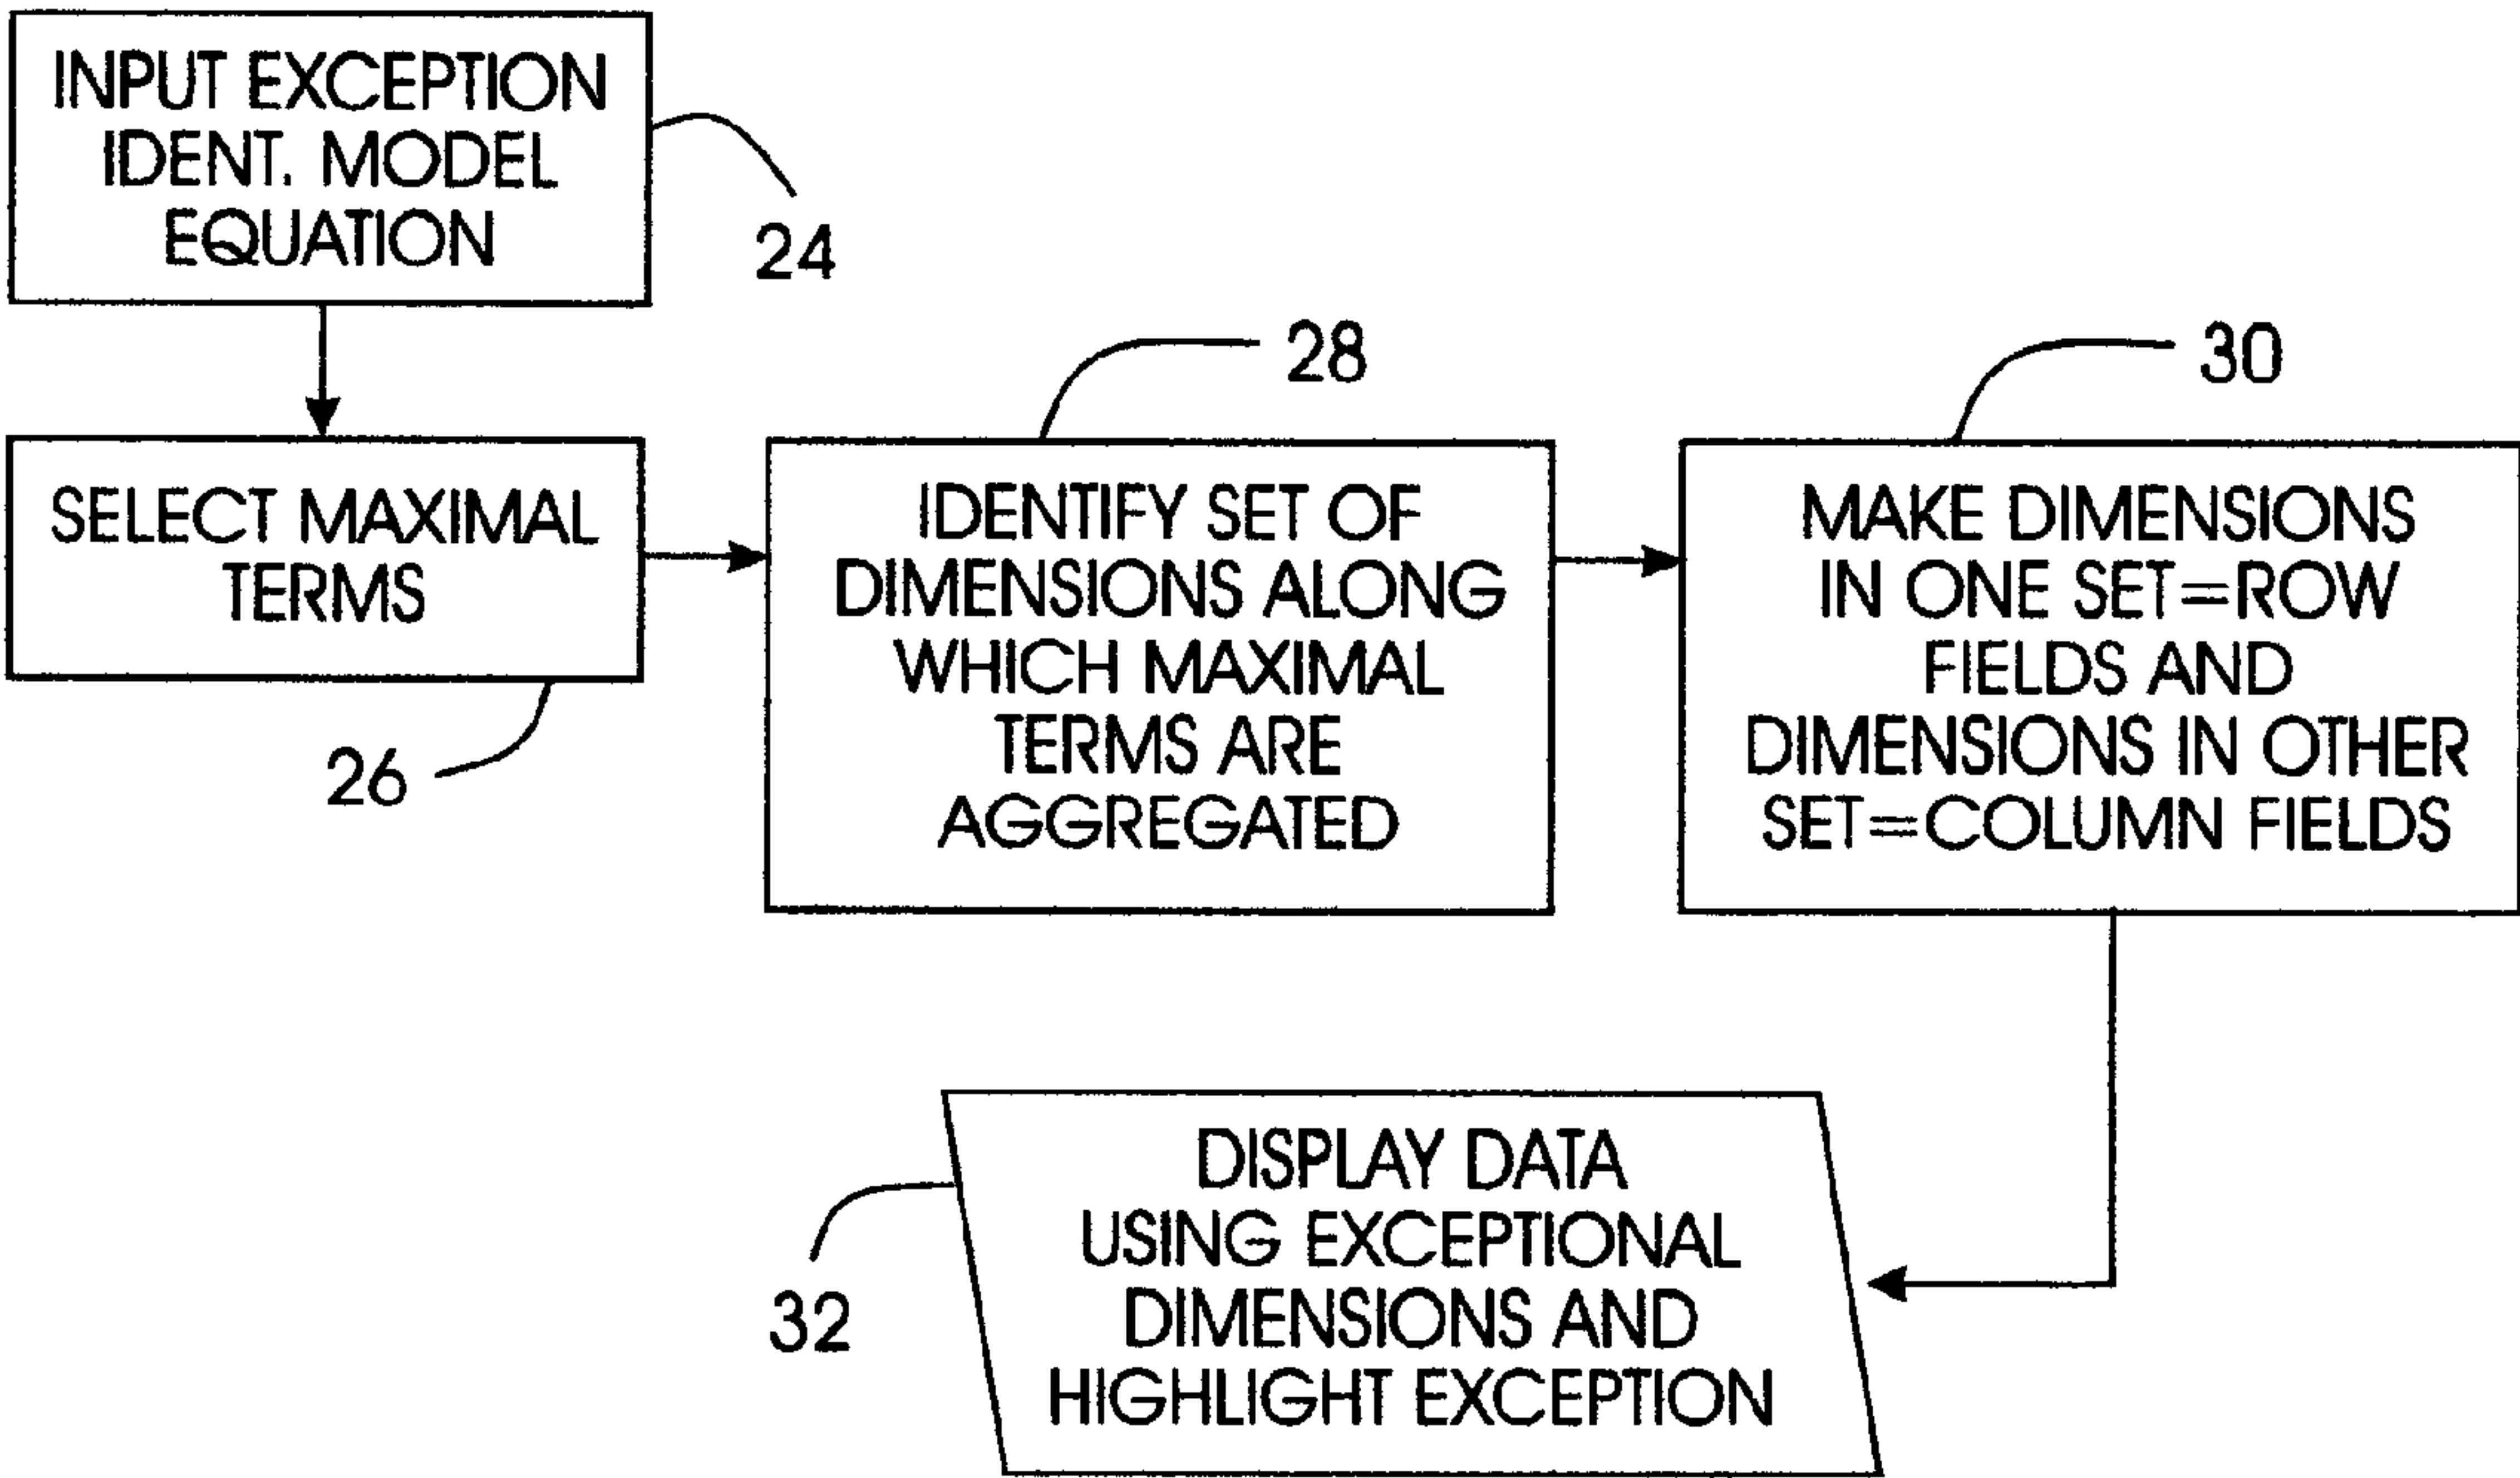 INPUT EXCEPTION
IDENT. MODEL
EQUATION
24
SELECT MAXIMAL
TERMS
26
28
IDENTIFY SET OF
DIMENSIONS ALONG
WHICH MAXIMAL
TERMS ARE
AGGREGATED
30
MAKE DIMENSIONS
IN ONE SET=ROW
FIELDS AND
DIMENSIONS IN OTHER
SET=COLUMN FIELDS
DISPLAY DATA
USING EXCEPTIONAL
DIMENSIONS AND
HIGHLIGHT EXCEPTION
32